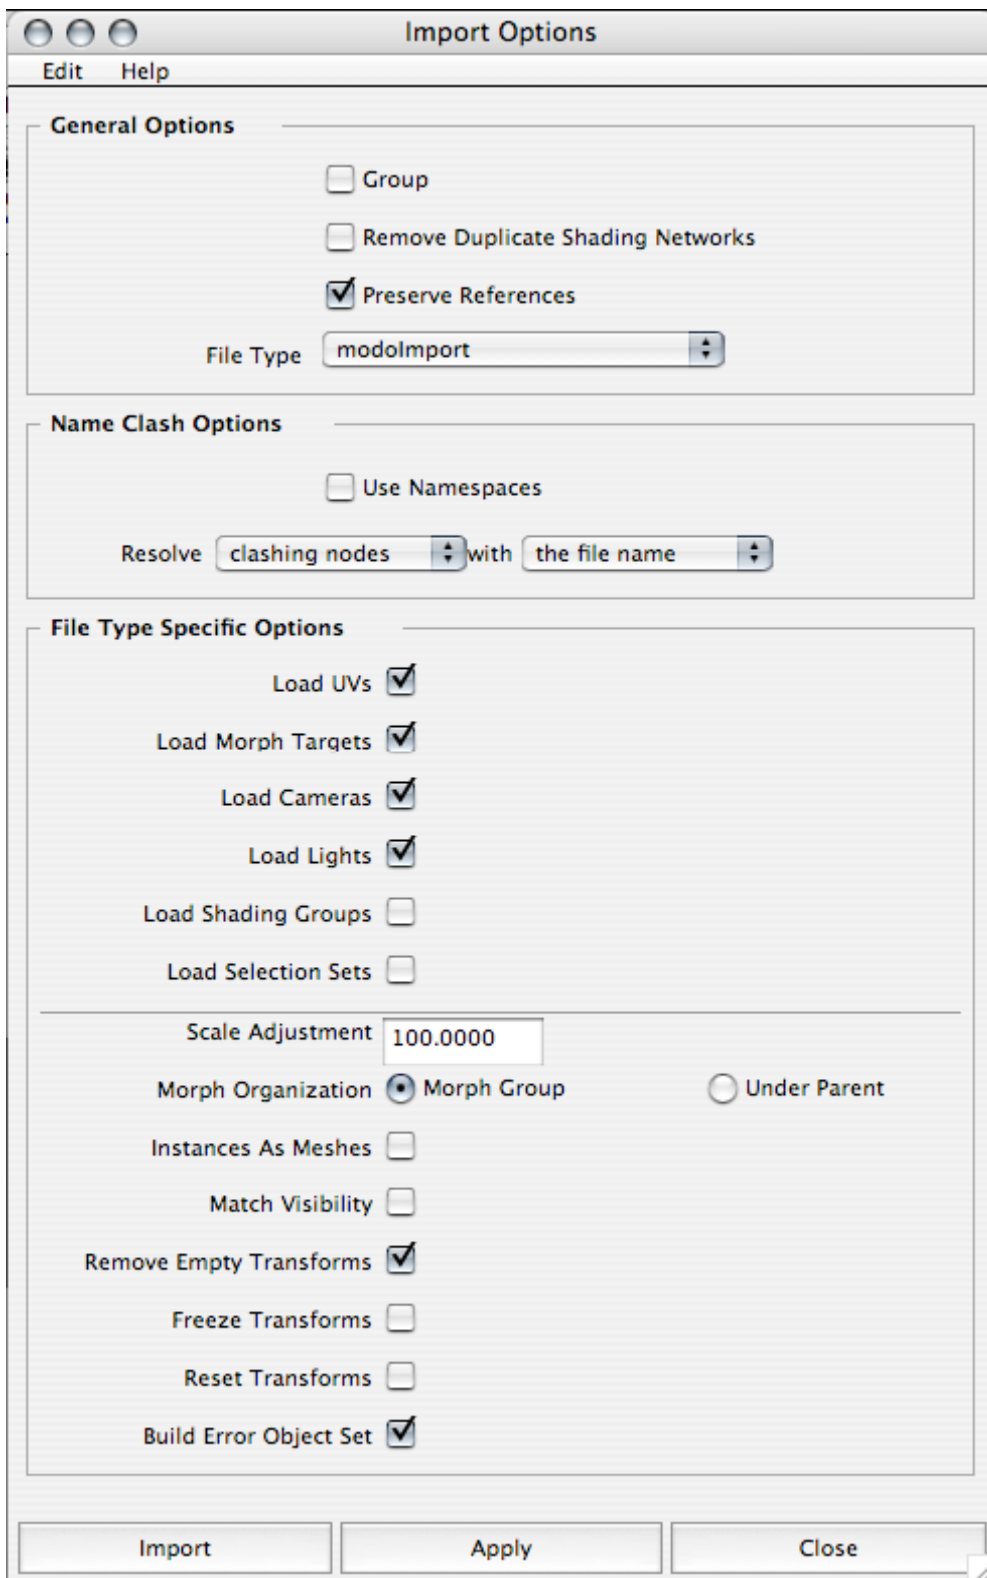 Import Options
Edit Help
General Options
Group
Remove Duplicate Shading Networks
Preserve References
File Type modoImport
Name Clash Options
Use Namespaces
Resolve clashing nodes with the file name
File Type Specific Options
Load UVs
Load Morph Targets
Load Cameras
Load Lights
Load Shading Groups
Load Selection Sets
Scale Adjustment 100.0000
Morph Organization Morph Group Under Parent
Instances As Meshes
Match Visibility
Remove Empty Transforms
Freeze Transforms
Reset Transforms
Build Error Object Set
Import Apply Close